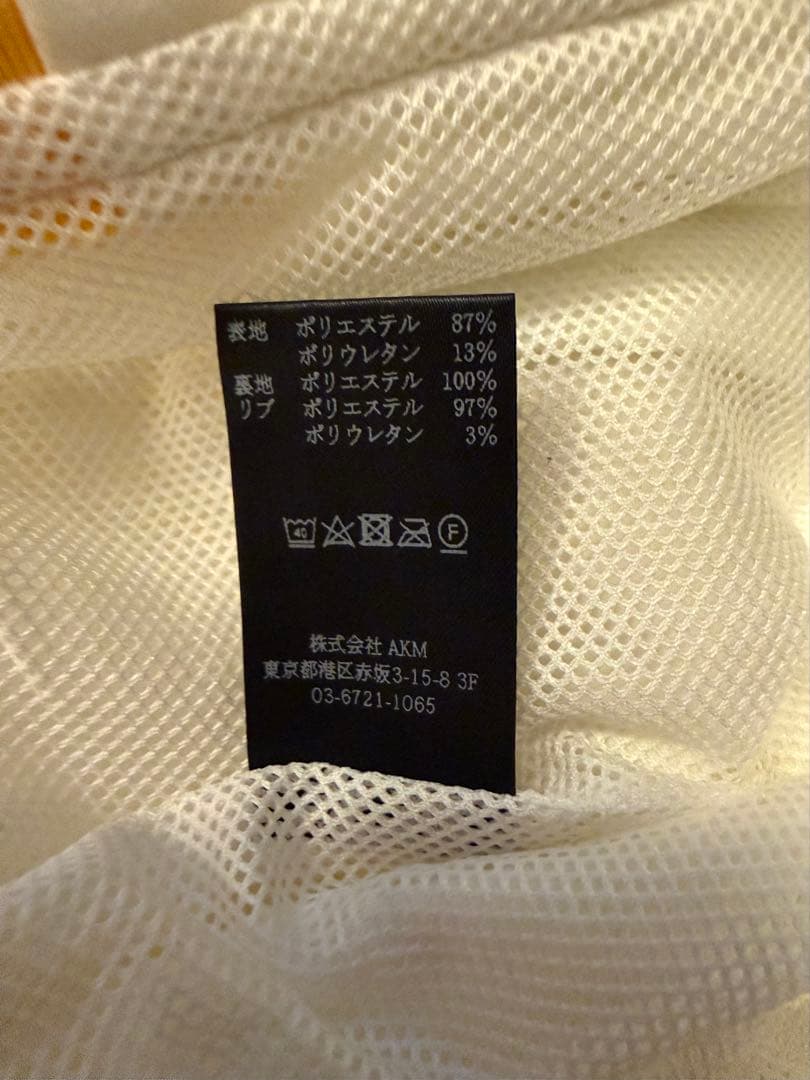 表地 ポリエステル 87%
ポリウレタン 13%
裏地 ポリエステル 100%
リブ ポリエステル 97%
ポリウレタン 3%
40 F
株式会社 AKM
東京都港区赤坂3-15-8 3F
03-6721-1065